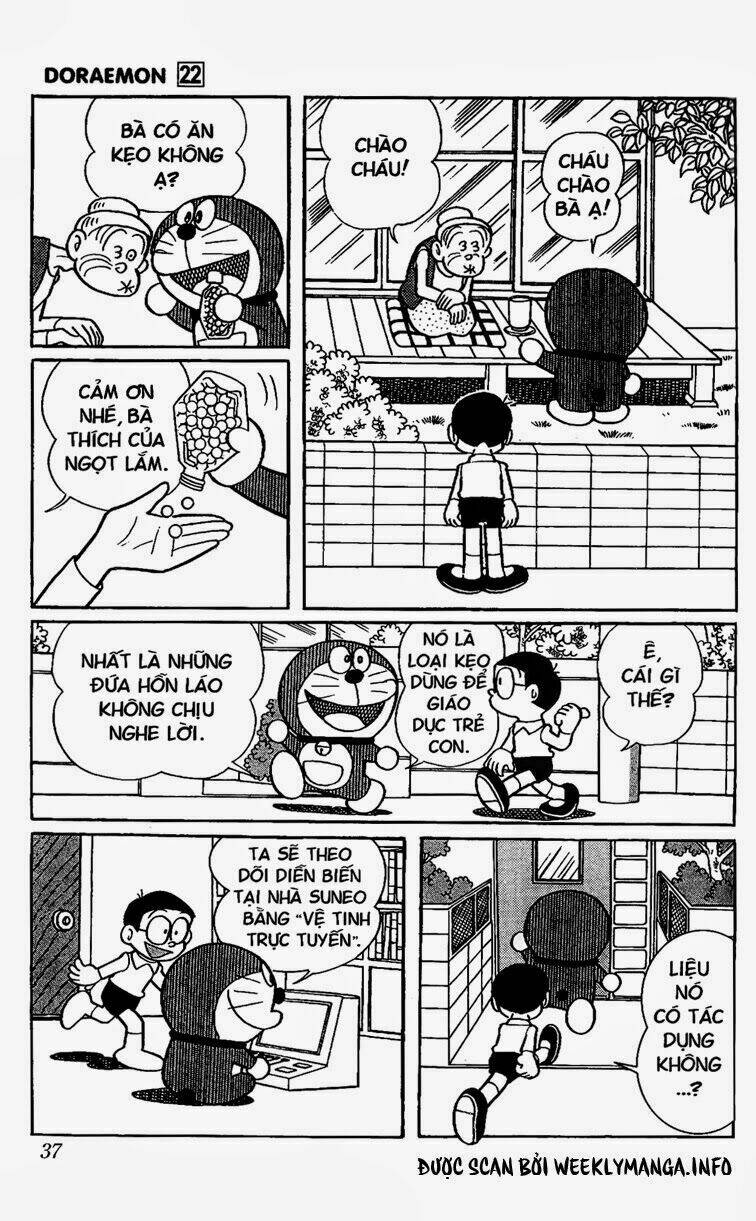 DORAEMON 22
CHÀO
CHÁU!
CHÁU
CHÀO
BÀ Ạ!
BÀ CÓ ĂN
KẸO KHÔNG
Ạ?
CẢM ƠN
NHÉ, BÀ
THÍCH CỦA
NGỌT LẮM.
Ê,
CÁI GÌ
THẾ?
NÓ LÀ
LOẠI KẸO
DÙNG ĐỂ
GIÁO
DỤC TRẺ
CON.
NHẤT LÀ NHỮNG
ĐỨA HỖN LÁO
KHÔNG CHỊU
NGHE LỜI.
LIỆU
NÓ
CÓ TÁC
DỤNG
KHÔNG
...?
TA SẼ THEO
DÕI DIỄN BIẾN
TẠI NHÀ SUNEO
BẰNG “VỆ TINH
TRỰC TUYẾN”.
37
ĐƯỢC SCAN BỞI WEEKLYMANGA.INFO